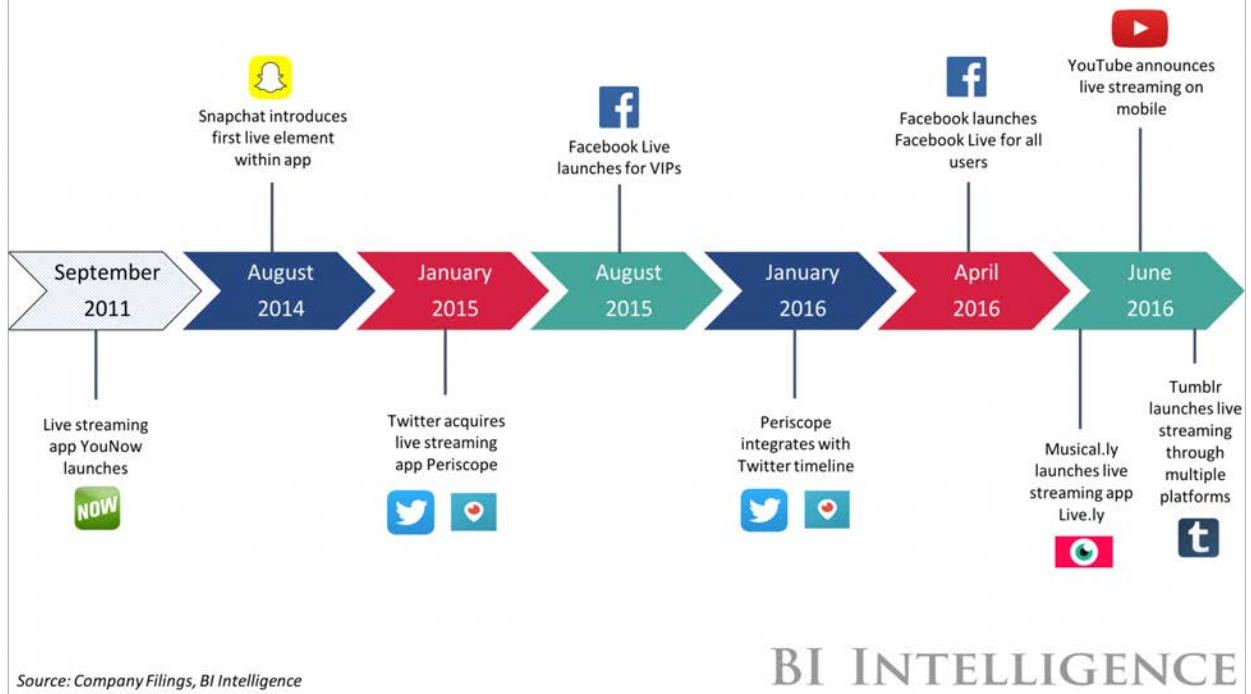 Snapchat introduces
first live element
within app
Facebook Live
launches for VIPs
Facebook launches
Facebook Live for all
users
YouTube announces
live streaming on
mobile
September
2011
August
2014
January
2015
August
2015
January
2016
April
2016
June
2016
Live streaming
app YouNow
launches
NOW
Twitter acquires
live streaming
app Periscope
Periscope
integrates with
Twitter timeline
Musical.ly
launches live
streaming app
Live.ly
Tumblr
launches live
streaming
through
multiple
platforms
t
Source: Company Filings, BI Intelligence
BI INTELLIGENCE